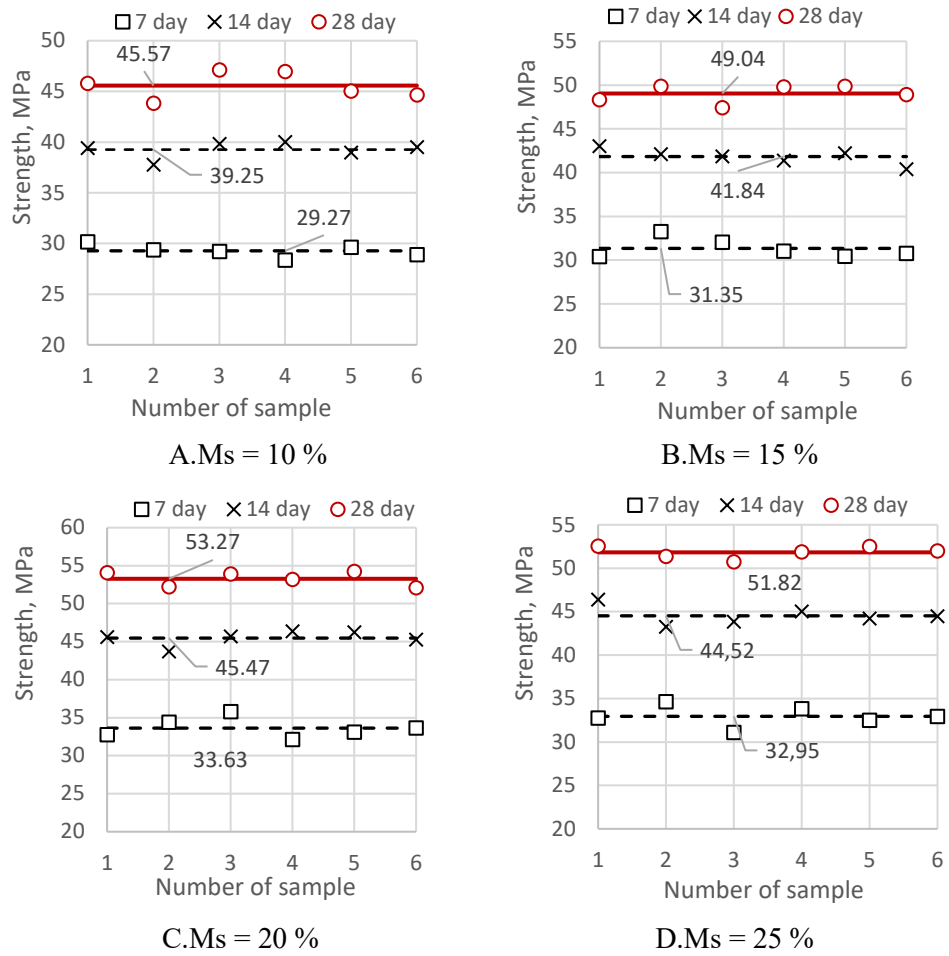 7 day 14 day 28 day
Strength, MPa
50
45
40
35
30
25
20
45.57
39.25
29.27
1 2 3 4 5 6
Number of sample
A.Ms = 10 %
7 day 14 day 28 day
Strength, MPa
55
50
45
40
35
30
25
20
49.04
41.84
31.35
1 2 3 4 5 6
Number of sample
B.Ms = 15 %
7 day 14 day 28 day
Strength, MPa
60
55
50
45
40
35
30
25
20
53.27
45.47
33.63
1 2 3 4 5 6
Number of sample
C.Ms = 20 %
7 day 14 day 28 day
Strength, MPa
55
50
45
40
35
30
25
20
51.82
44,52
32,95
1 2 3 4 5 6
Number of sample
D.Ms = 25 %